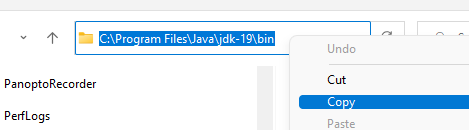 C:\Program Files\Java\jdk-19\bin
Undo
Cut
PanoptoRecorder
Copy
PerfLogs
Paste